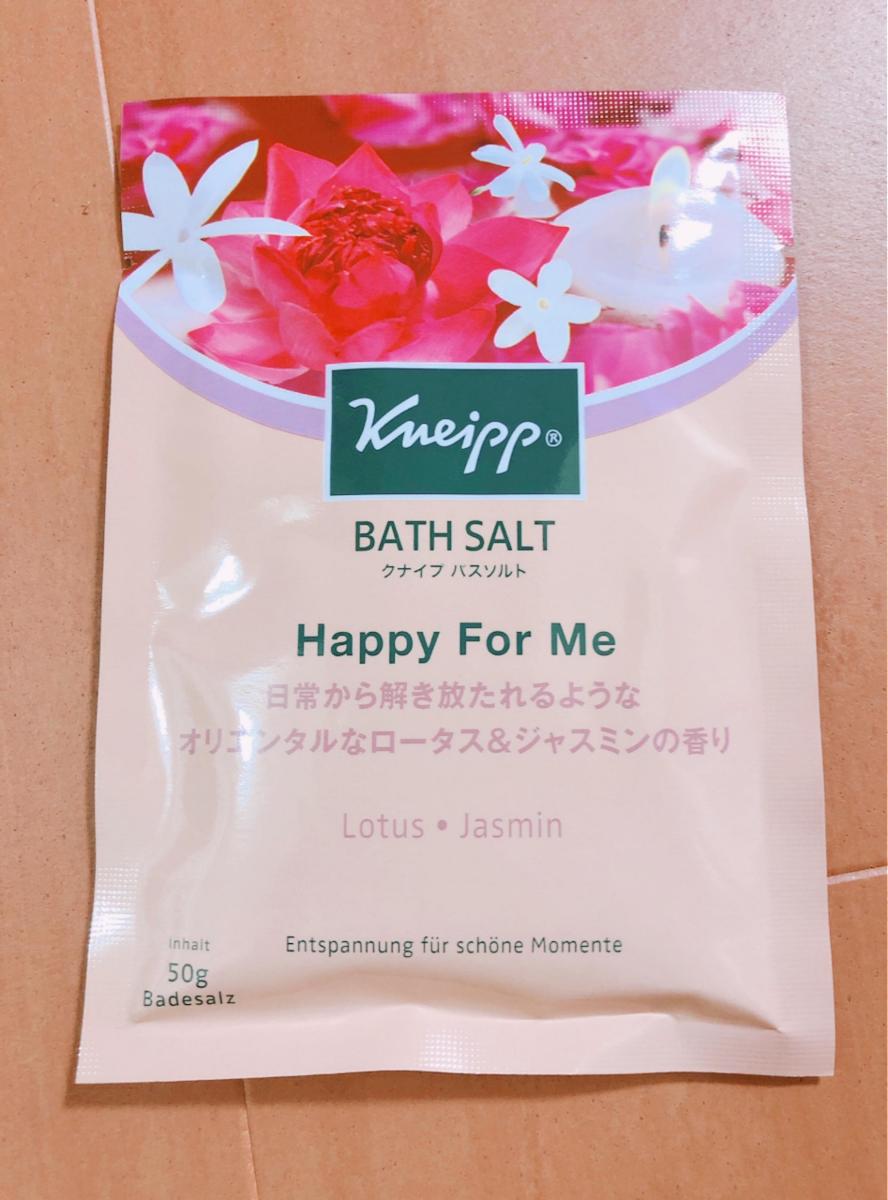 Kneipp®
BATH SALT
クナイプ バスソルト
Happy For Me
日常から解き放たれるような
オリエンタルなロータス&ジャスミンの香り
Lotus • Jasmin
Entspannung für schöne Momente
Inhalt
50g
Badesalz